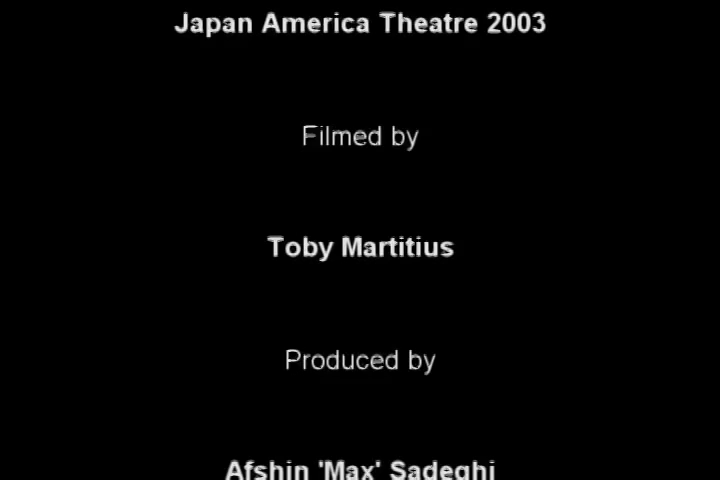 Japan America Theatre 2003
Filmed by
Toby Martitius
Produced by
Afshin 'Max' Sadeghi